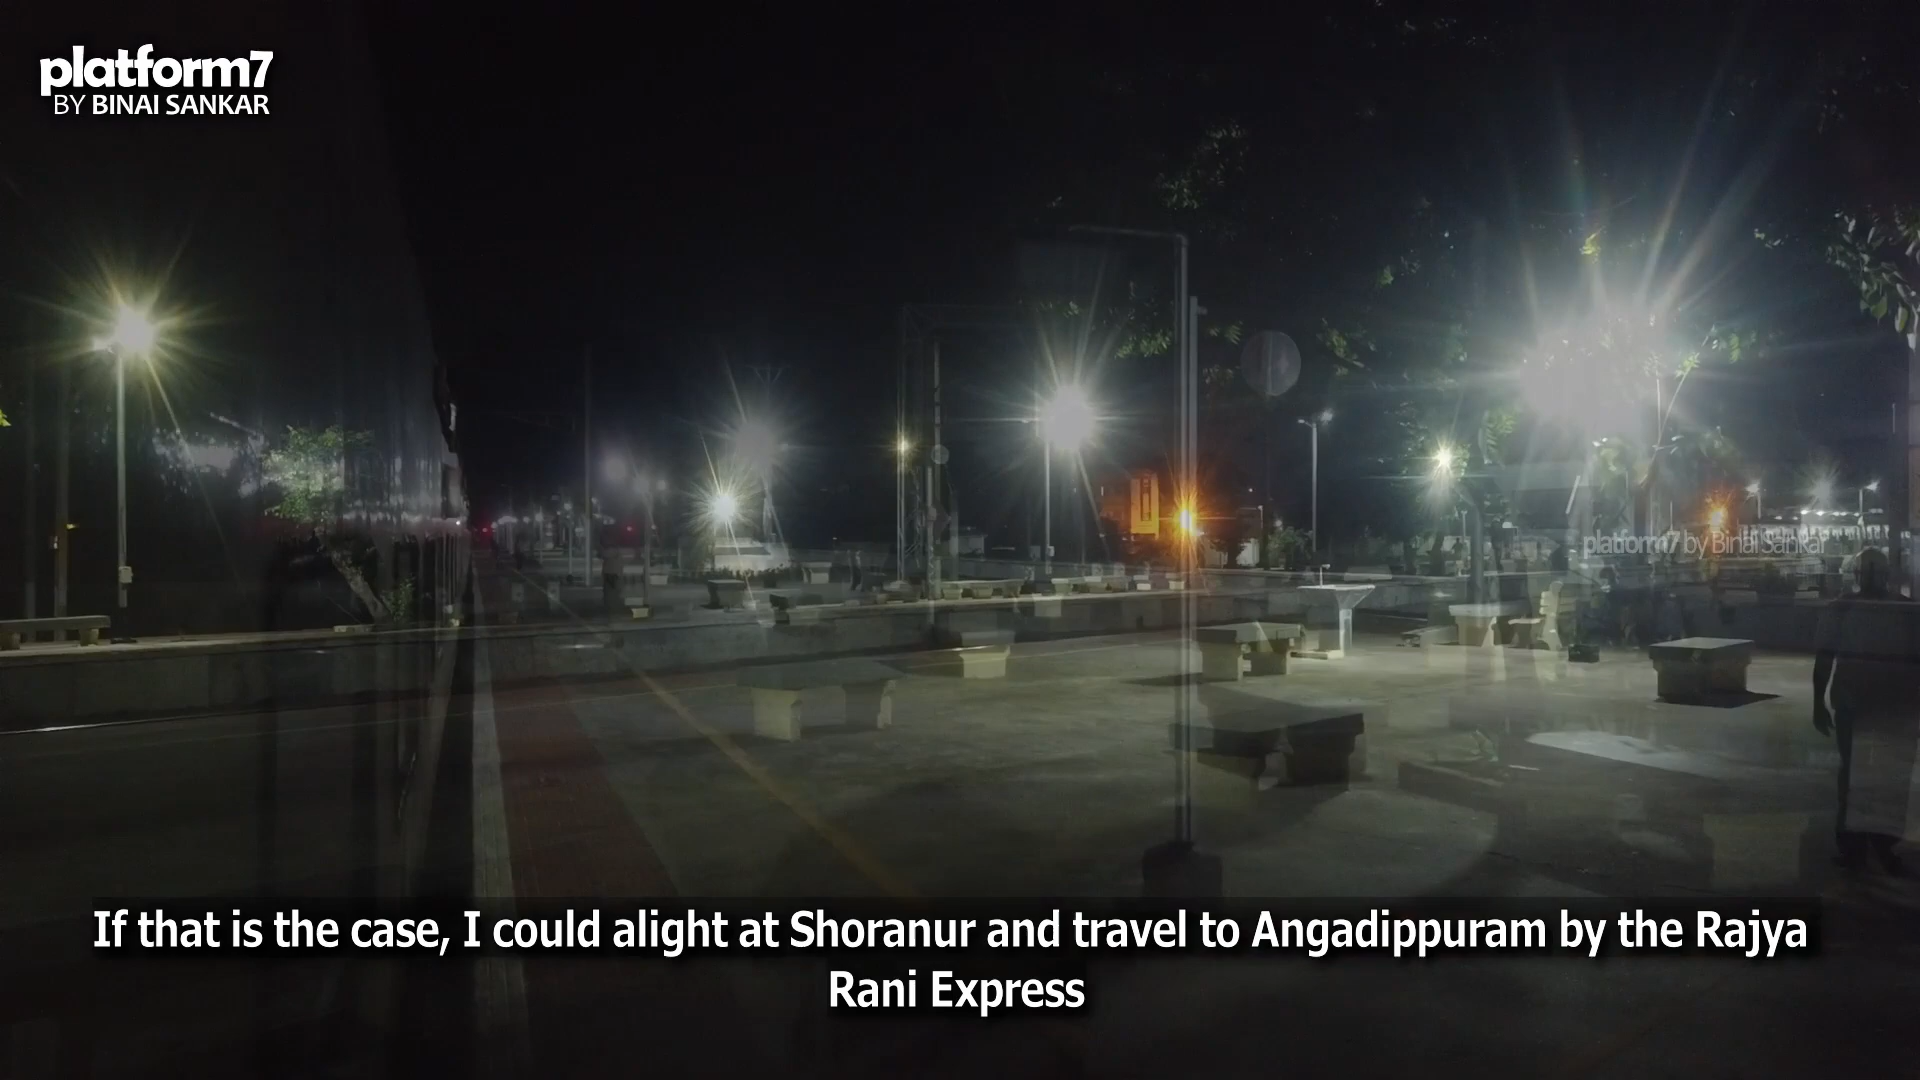 platform7
BY BINAI SANKAR
platform7 by Binai Sankar
If that is the case, I could alight at Shoranur and travel to Angadippuram by the Rajya
Rani Express